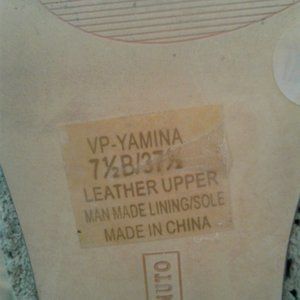 VP-YAMINA
7½B/37½
LEATHER UPPER
MAN MADE LINING/SOLE
MADE IN CHINA